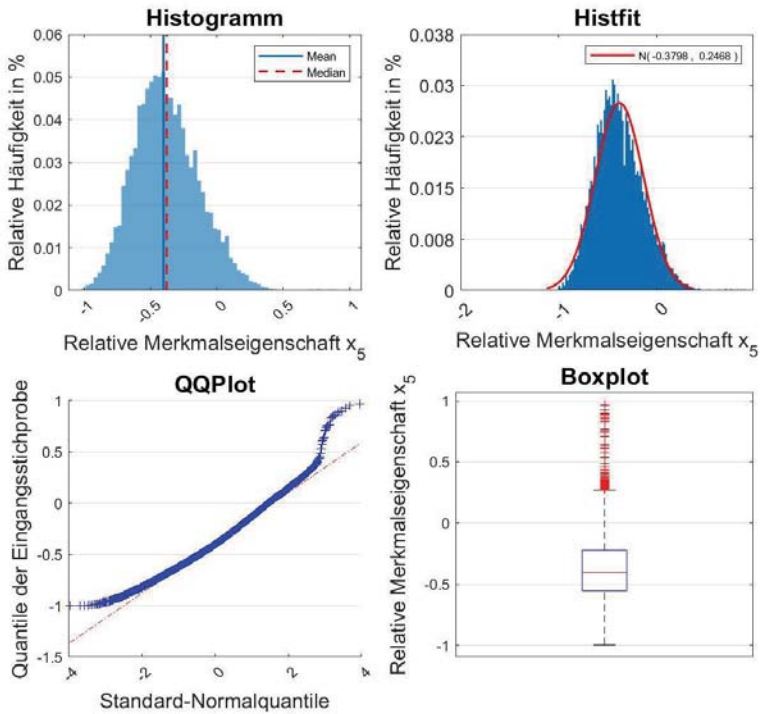 Histogramm
Relative Häufigkeit in %
0.06
0.05
0.04
0.03
0.02
0.01
0
-1
-0.5
0
0.5
1
Mean
Median
Relative Merkmalseigenschaft x5
Histfit
Relative Häufigkeit in %
0.038
0.03
0.023
0.015
0.008
0
-2
-1
0
N( -0.3798 , 0.2468 )
Relative Merkmalseigenschaft x5
QQPlot
Quantile der Eingangsstichprobe
1
0.5
0
-0.5
-1
-1.5
-4
-2
0
2
4
Standard-Normalquantile
Boxplot
Relative Merkmalseigenschaft x5
1
0.5
0
-0.5
-1